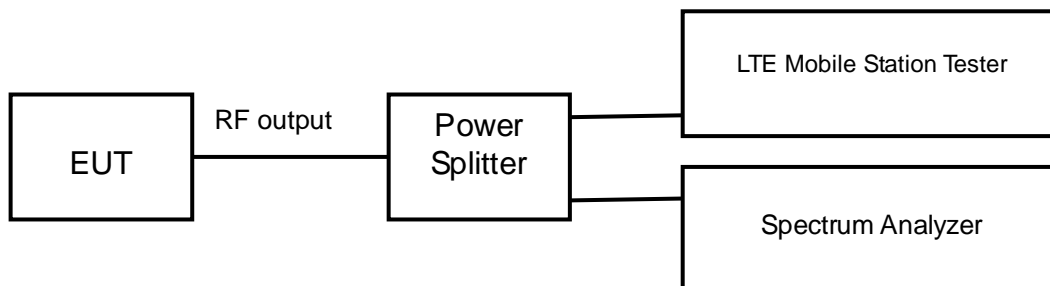 EUT
RF output
Power
Splitter
LTE Mobile Station Tester
Spectrum Analyzer